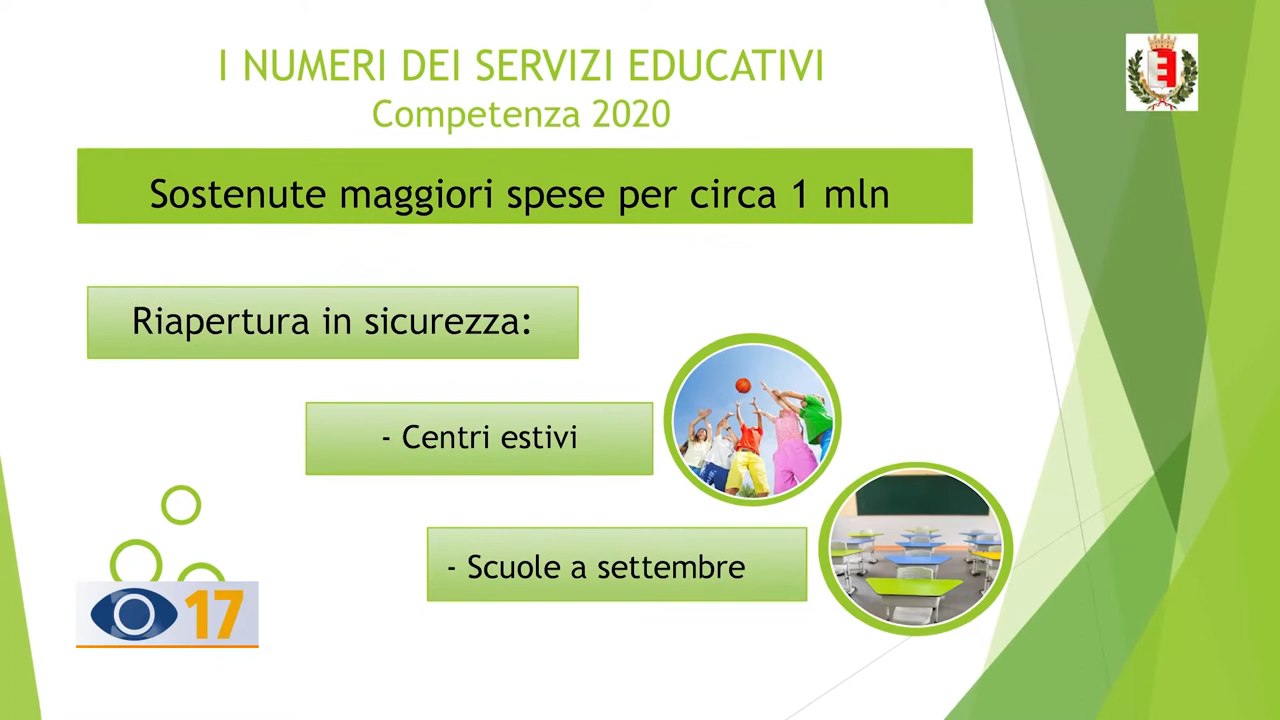 I NUMERI DEI SERVIZI EDUCATIVI
Competenza 2020
Sostenute maggiori spese per circa 1 mln
Riapertura in sicurezza:
- Centri estivi
- Scuole a settembre
17